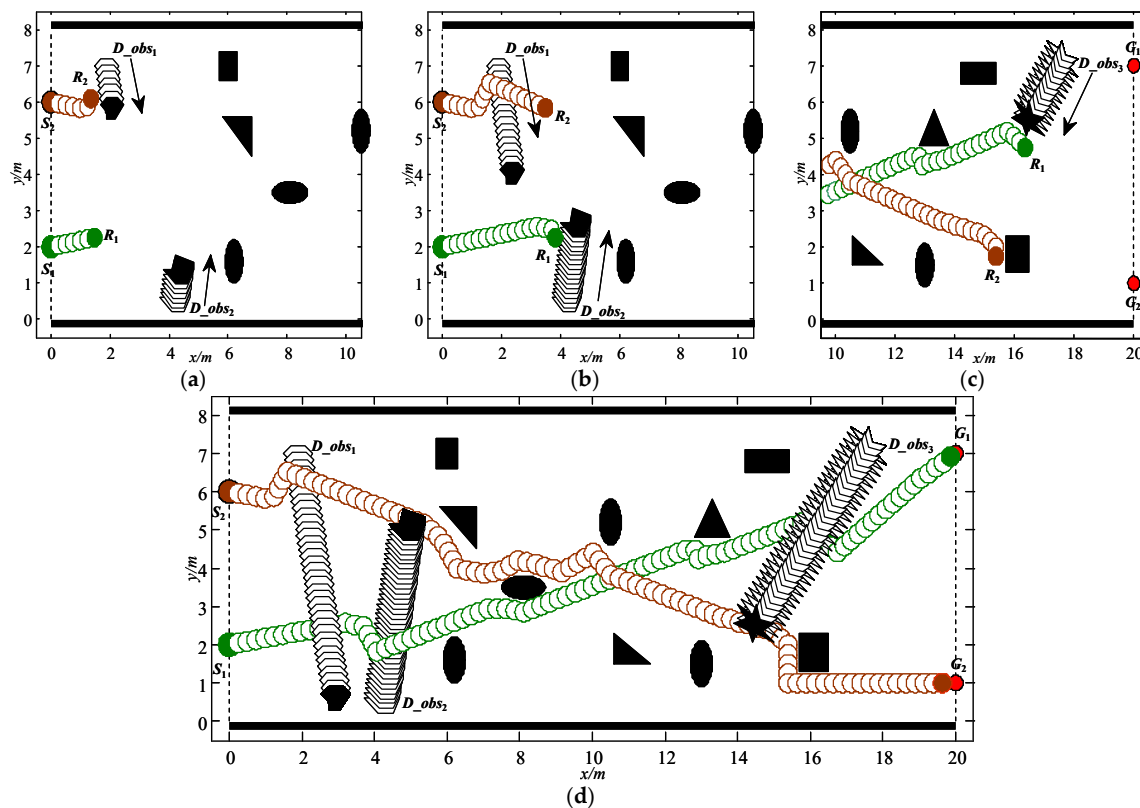 8
7
6
5
4
3
2
1
0
y/m
D_obs₁
R₂
S₂
R₁
S₁
D_obs₂
0 2 4 6 8 10
x/m
(a)
8
7
6
5
4
3
2
1
0
y/m
D_obs₁
R₂
S₂
R₁
S₁
D_obs₂
0 2 4 6 8 10
x/m
(b)
8
7
6
5
4
3
2
1
0
y/m
G₁
D_obs₃
R₁
R₂
G₂
10 12 14 16 18 20
x/m
(c)
8
7
6
5
4
3
2
1
0
y/m
D_obs₁
D_obs₃
G₁
S₂
S₁
G₂
D_obs₂
0 2 4 6 8 10 12 14 16 18 20
x/m
(d)